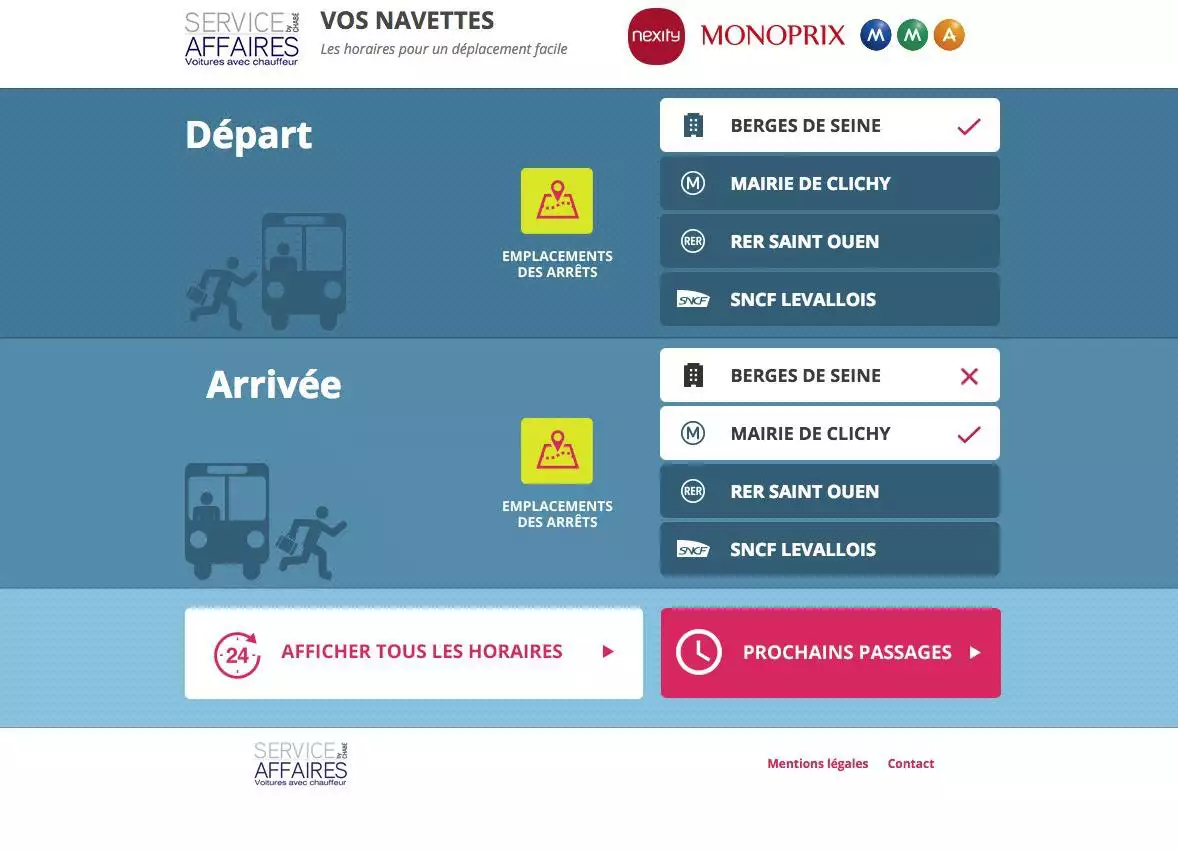 SERVICE by CHABÉ
AFFAIRES
Voitures avec chauffeur
VOS NAVETTES
Les horaires pour un déplacement facile
nexity
MONOPRIX
M M A
Départ
EMPLACEMENTS
DES ARRÊTS
BERGES DE SEINE
M MAIRIE DE CLICHY
RER RER SAINT OUEN
SNCF SNCF LEVALLOIS
Arrivée
EMPLACEMENTS
DES ARRÊTS
BERGES DE SEINE
M MAIRIE DE CLICHY
RER RER SAINT OUEN
SNCF SNCF LEVALLOIS
24 AFFICHER TOUS LES HORAIRES
PROCHAINS PASSAGES
SERVICE by CHABÉ
AFFAIRES
Voitures avec chauffeur
Mentions légales
Contact